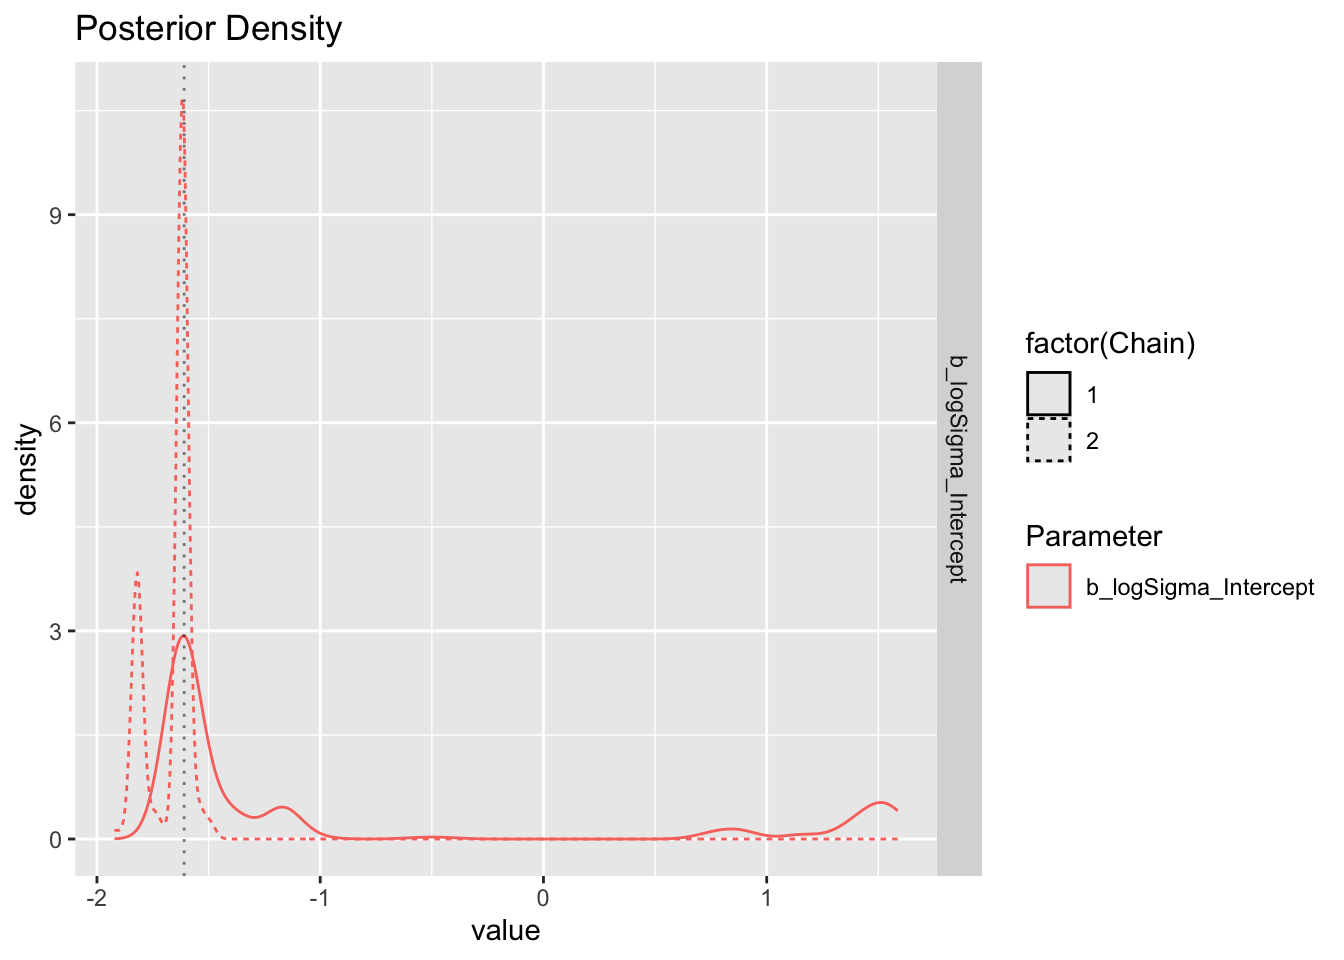 Posterior Density
density
9
6
3
0
-2
-1
0
1
value
b_logSigma_Intercept
factor(Chain)
1
2
Parameter
b_logSigma_Intercept